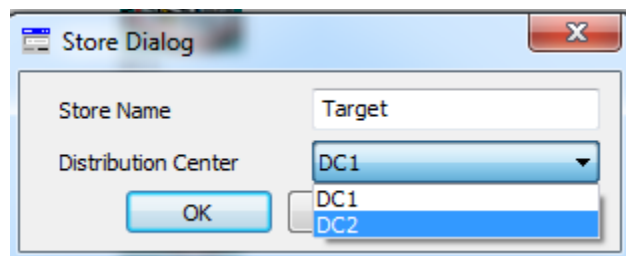 Store Dialog
Store Name Target
Distribution Center DC1
OK DC1
DC2